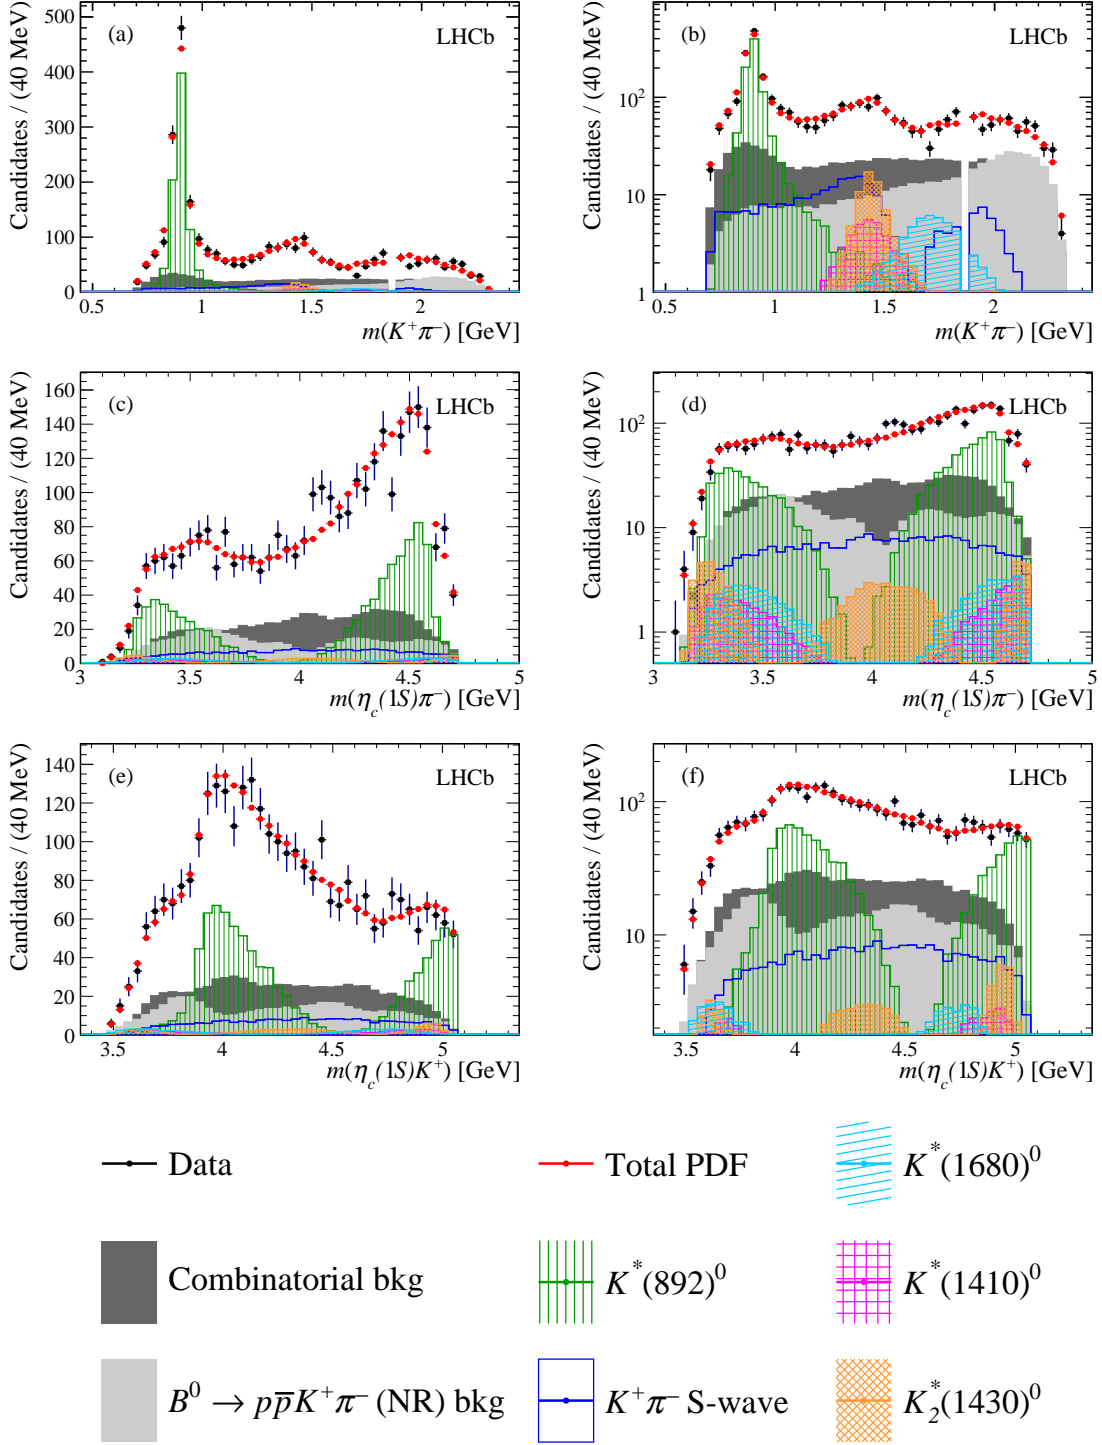 (a) LHCb
Candidates / (40 MeV)
500
400
300
200
100
0
0.5 1 1.5 2
m(K⁺π⁻) [GeV]
(b) LHCb
Candidates / (40 MeV)
10²
10
1
0.5 1 1.5 2
m(K⁺π⁻) [GeV]
(c) LHCb
Candidates / (40 MeV)
160
140
120
100
80
60
40
20
0
3 3.5 4 4.5 5
m(η_c(1S)π⁻) [GeV]
(d) LHCb
Candidates / (40 MeV)
10²
10
1
3 3.5 4 4.5 5
m(η_c(1S)π⁻) [GeV]
(e) LHCb
Candidates / (40 MeV)
140
120
100
80
60
40
20
0
3.5 4 4.5 5
m(η_c(1S)K⁺) [GeV]
(f) LHCb
Candidates / (40 MeV)
10²
10
3.5 4 4.5 5
m(η_c(1S)K⁺) [GeV]
Data
Total PDF
K*(1680)⁰
Combinatorial bkg
K*(892)⁰
K*(1410)⁰
B⁰ → pp̅K⁺π⁻ (NR) bkg
K⁺π⁻ S-wave
K₂*(1430)⁰